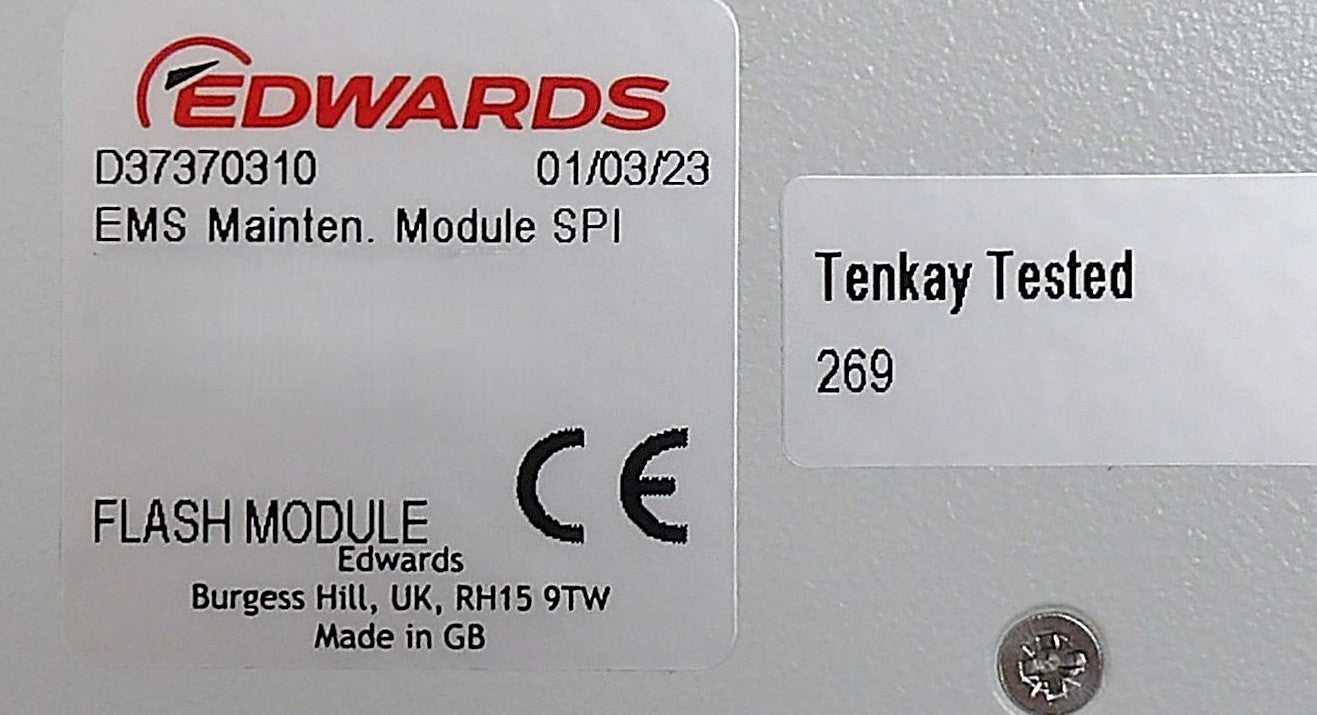 EDWARDS
D37370310 01/03/23
EMS Mainten. Module SPI
FLASH MODULE
CE
Edwards
Burgess Hill, UK, RH15 9TW
Made in GB
Tenkay Tested
269